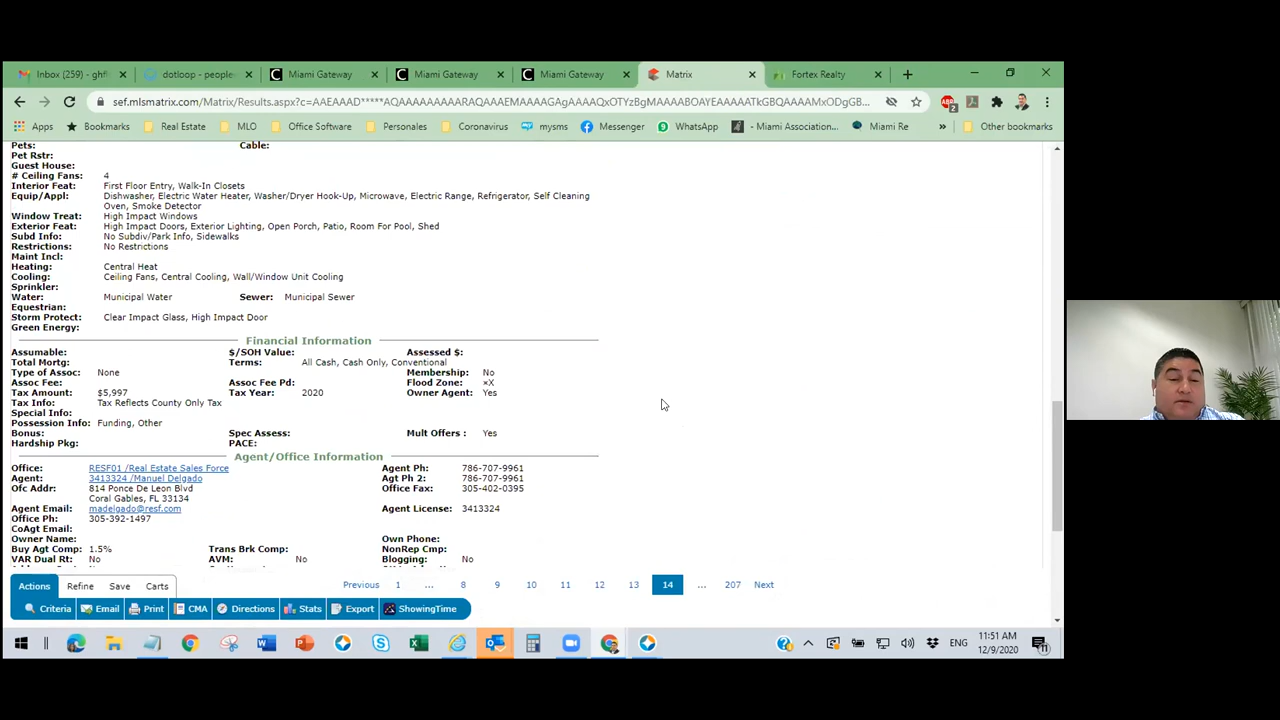 Inbox (259) - ghf
dotloop - people
Miami Gateway
Miami Gateway
Miami Gateway
Matrix
Fortex Realty
sef.mlsmatrix.com/Matrix/Results.aspx?c=AAEAAAD*****AQAAAAAAAAARAQAAAEMAAAAGAgAAAAQxOTYzBgMAAAABOAYEAAAAATkGBQAAAAMxODgGB...
Apps
Bookmarks
Real Estate
MLO
Office Software
Personales
Coronavirus
mysms
Messenger
WhatsApp
- Miami Association...
Miami Re
»
Other bookmarks
Pets: Cable:
Pet Rstr:
Guest House:
# Ceiling Fans: 4
Interior Feat: First Floor Entry, Walk-In Closets
Equip/Appl: Dishwasher, Electric Water Heater, Washer/Dryer Hook-Up, Microwave, Electric Range, Refrigerator, Self Cleaning
Oven, Smoke Detector
Window Treat: High Impact Windows
Exterior Feat: High Impact Doors, Exterior Lighting, Open Porch, Patio, Room For Pool, Shed
Subd Info: No Subdiv/Park Info, Sidewalks
Restrictions: No Restrictions
Maint Incl:
Heating: Central Heat
Cooling: Ceiling Fans, Central Cooling, Wall/Window Unit Cooling
Sprinkler:
Water: Municipal Water Sewer: Municipal Sewer
Equestrian:
Storm Protect: Clear Impact Glass, High Impact Door
Green Energy:
Financial Information
Assumable: $/SOH Value: Assessed $:
Total Mortg: Terms: All Cash, Cash Only, Conventional
Type of Assoc: None Membership: No
Assoc Fee: Assoc Fee Pd: Flood Zone: ×X
Tax Amount: $5,997 Tax Year: 2020 Owner Agent: Yes
Tax Info: Tax Reflects County Only Tax
Special Info:
Possession Info: Funding, Other
Bonus: Spec Assess: Mult Offers : Yes
Hardship Pkg: PACE:
Agent/Office Information
Office: RESF01 /Real Estate Sales Force Agent Ph: 786-707-9961
Agent: 3413324 /Manuel Delgado Agt Ph 2: 786-707-9961
Ofc Addr: 814 Ponce De Leon Blvd Office Fax: 305-402-0395
Coral Gables, FL 33134
Agent Email: madelgado@resf.com Agent License: 3413324
Office Ph: 305-392-1497
CoAgt Email:
Owner Name: Own Phone:
Buy Agt Comp: 1.5% Trans Brk Comp: NonRep Cmp:
VAR Dual Rt: No AVM: No Blogging: No
Actions Refine Save Carts Previous 1 ... 8 9 10 11 12 13 14 ... 207 Next
Criteria Email Print CMA Directions Stats Export ShowingTime
ENG
11:51 AM
12/9/2020